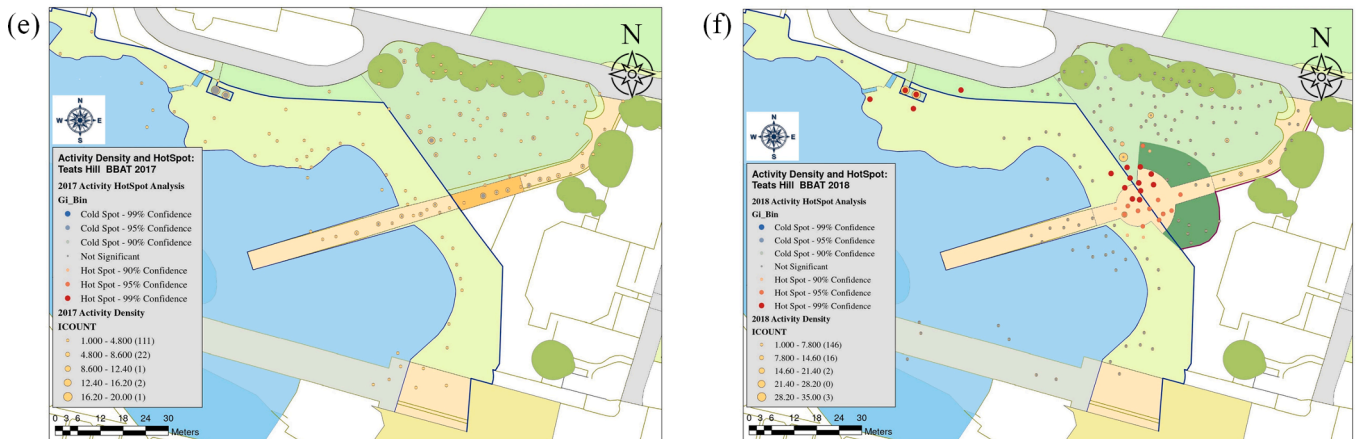 (e)
N
N
W E
S
Activity Density and HotSpot:
Teats Hill BBAT 2017
2017 Activity HotSpot Analysis
Gi_Bin
Cold Spot - 99% Confidence
Cold Spot - 95% Confidence
Cold Spot - 90% Confidence
Not Significant
Hot Spot - 90% Confidence
Hot Spot - 95% Confidence
Hot Spot - 99% Confidence
2017 Activity Density
ICOUNT
1.000 - 4.800 (111)
4.800 - 8.600 (22)
8.600 - 12.40 (1)
12.40 - 16.20 (2)
16.20 - 20.00 (1)
0 3 6 12 18 24 30
Meters
(f)
N
N
W E
S
Activity Density and HotSpot:
Teats Hill BBAT 2018
2018 Activity HotSpot Analysis
Gi_Bin
Cold Spot - 99% Confidence
Cold Spot - 95% Confidence
Cold Spot - 90% Confidence
Not Significant
Hot Spot - 90% Confidence
Hot Spot - 95% Confidence
Hot Spot - 99% Confidence
2018 Activity Density
ICOUNT
1.000 - 7.800 (146)
7.800 - 14.60 (16)
14.60 - 21.40 (2)
21.40 - 28.20 (0)
28.20 - 35.00 (3)
0 3 6 12 18 24 30
Meters